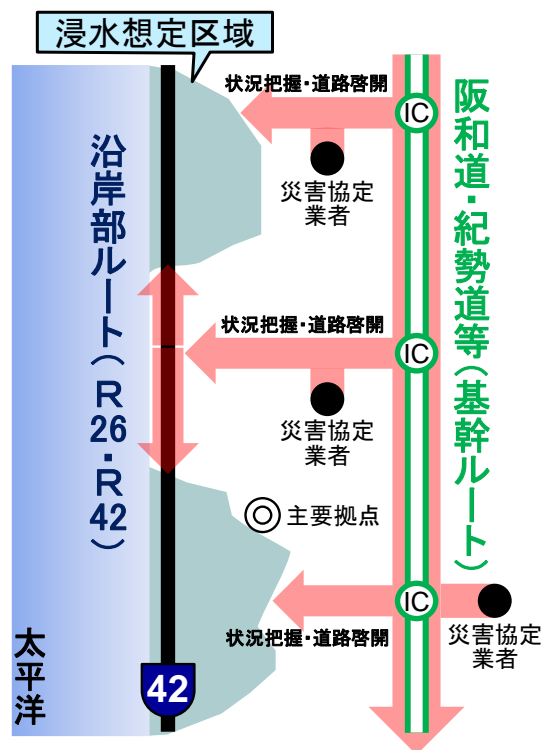 浸水想定区域
状況把握・道路啓開
IC
災害協定
業者
阪和道・紀勢道等(基幹ルート)
沿岸部ルート(R26・R42)
状況把握・道路啓開
IC
災害協定
業者
主要拠点
IC
状況把握・道路啓開
災害協定
業者
太平洋
42